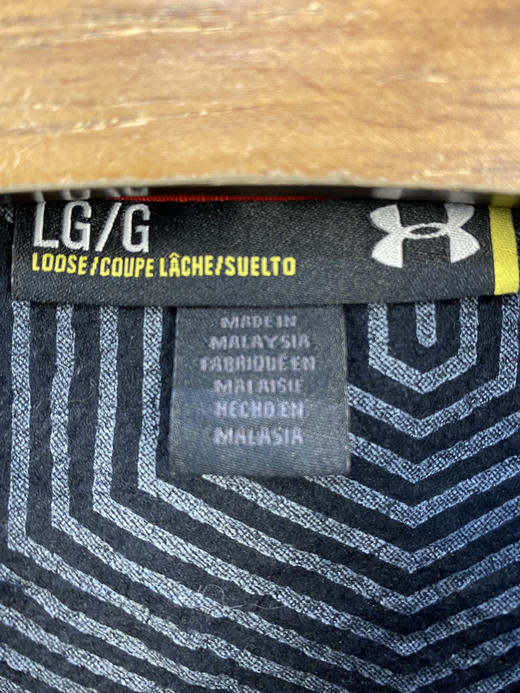 LG/G
LOOSE/COUPE LÂCHE/SUELTO
MADE IN
MALAYSIA
FABRIQUÉ EN
MALAISIE
HECHO EN
MALASIA